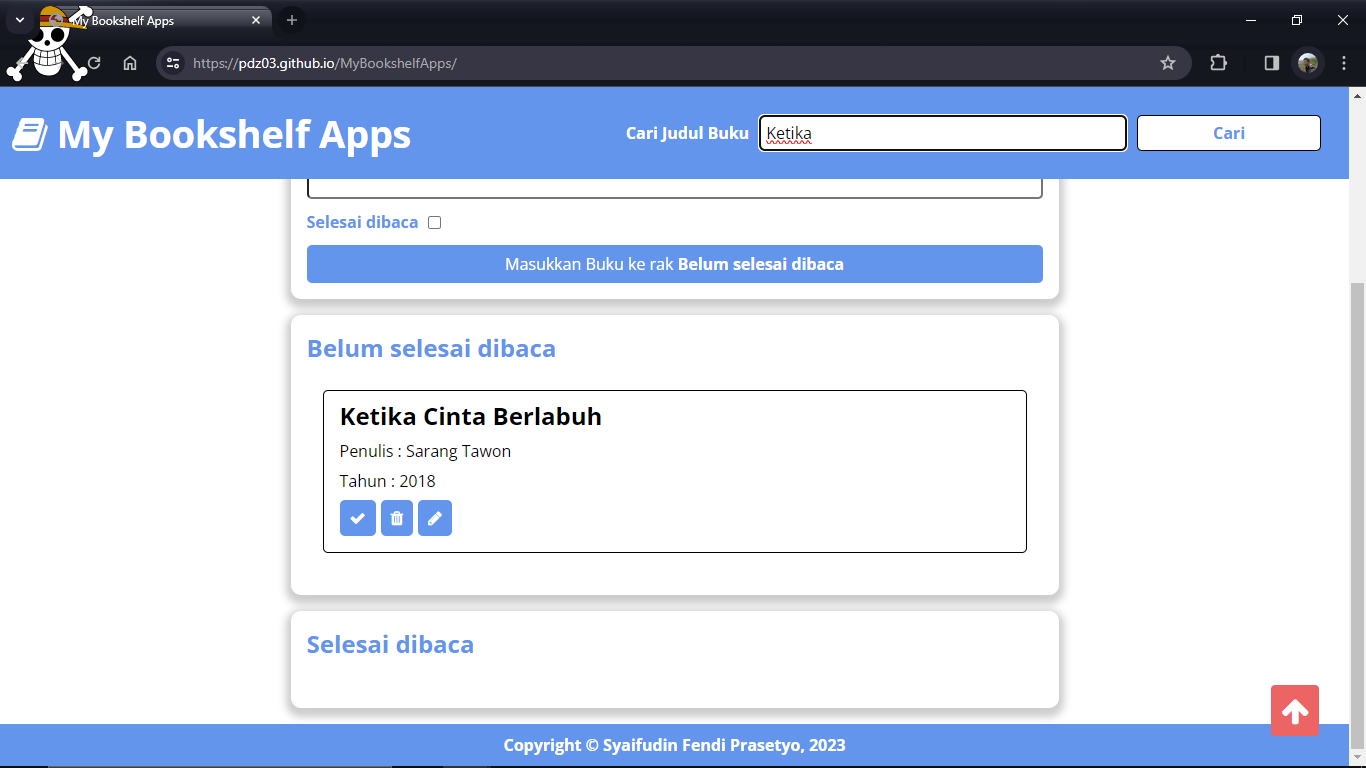 My Bookshelf Apps
https://pdz03.github.io/MyBookshelfApps/
My Bookshelf Apps
Cari Judul Buku
Ketika
Cari
Selesai dibaca
Masukkan Buku ke rak Belum selesai dibaca
Belum selesai dibaca
Ketika Cinta Berlabuh
Penulis : Sarang Tawon
Tahun : 2018
Selesai dibaca
Copyright © Syaifudin Fendi Prasetyo, 2023